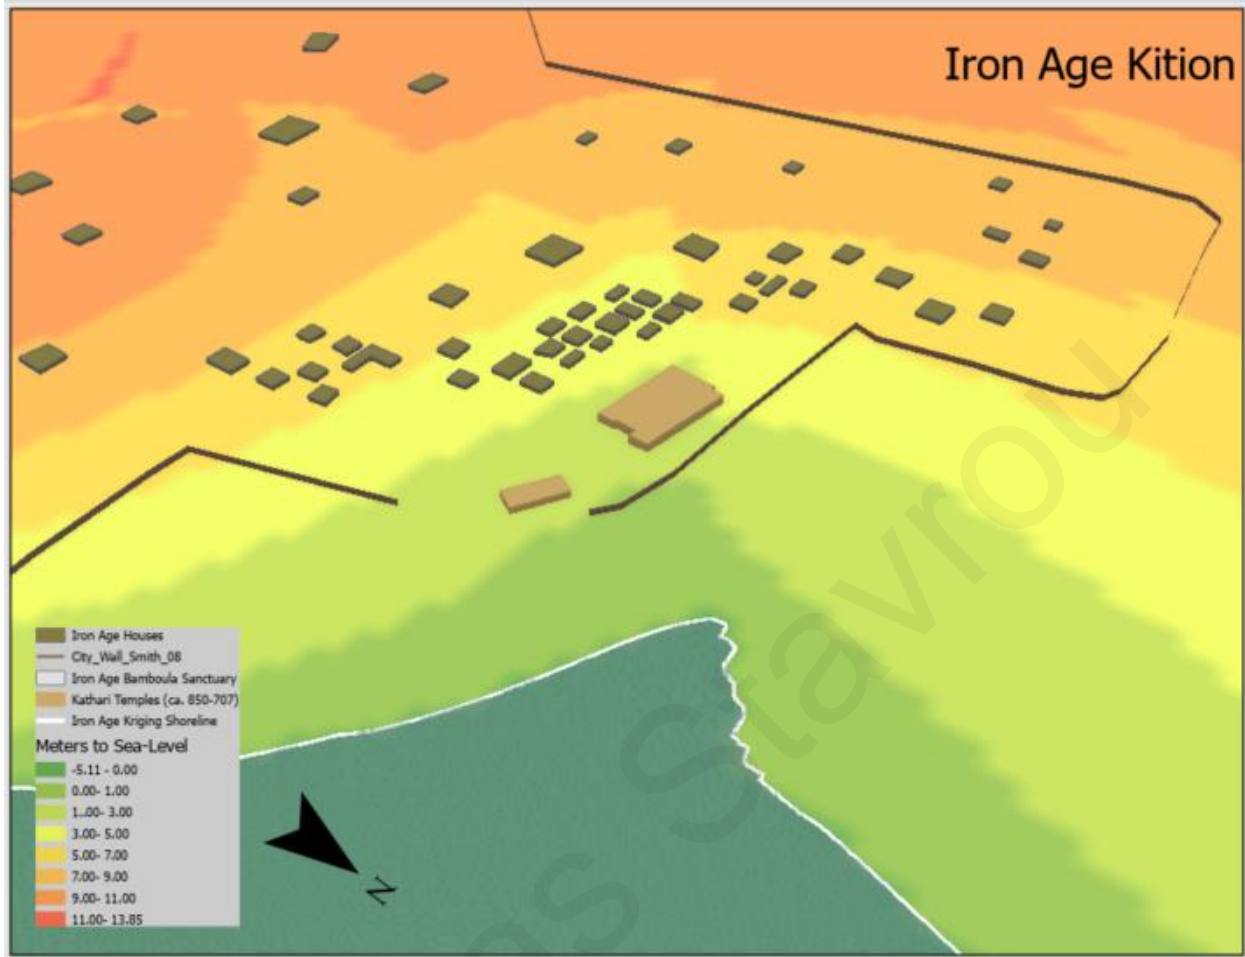 Iron Age Kition
Iron Age Houses
City_Wall_Smith_08
Iron Age Bamboula Sanctuary
Kathari Temples (ca. 850-707)
Iron Age Kriging Shoreline
Meters to Sea-Level
-5.11 - 0.00
0.00- 1.00
1..00- 3.00
3.00- 5.00
5.00- 7.00
7.00- 9.00
9.00- 11.00
11.00- 13.85
N
as Stavrou